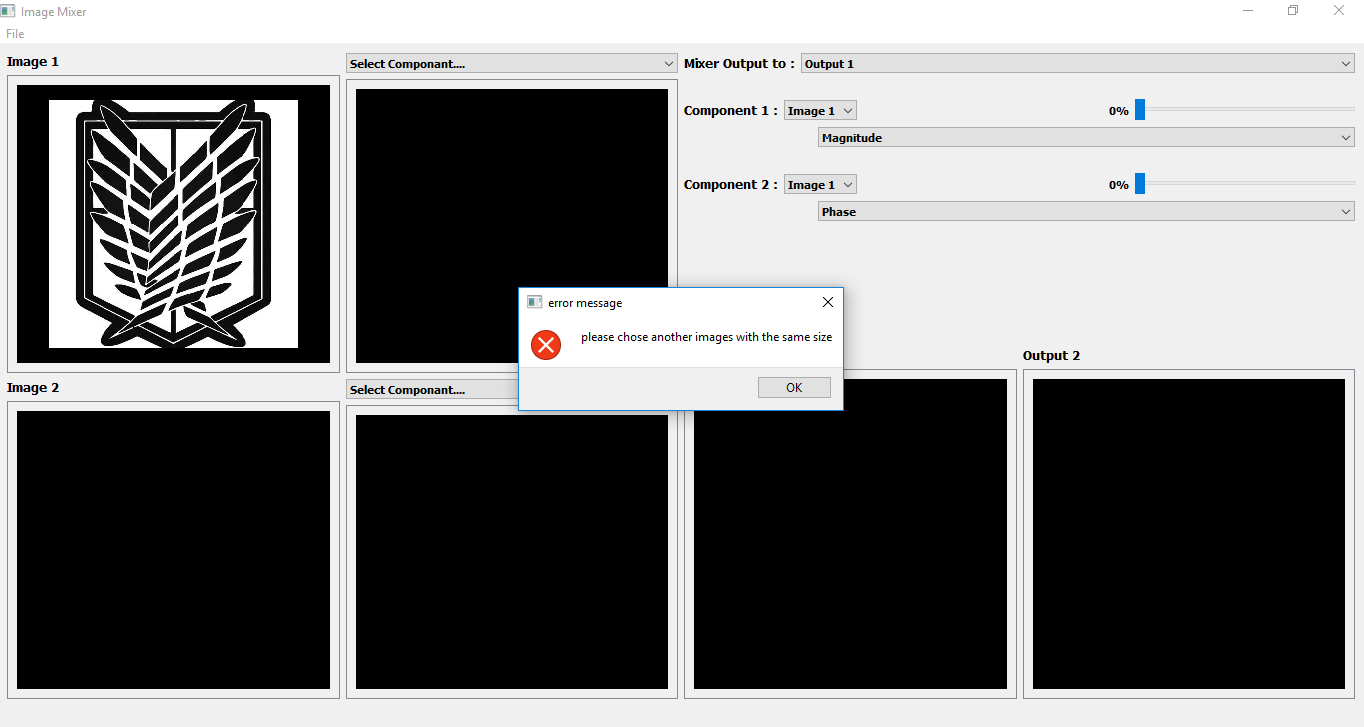 Image Mixer
File
Image 1
Select Componant....
Mixer Output to :
Output 1
Component 1 :
Image 1
0%
Magnitude
Component 2 :
Image 1
0%
Phase
error message
please chose another images with the same size
OK
Output 2
Image 2
Select Componant....